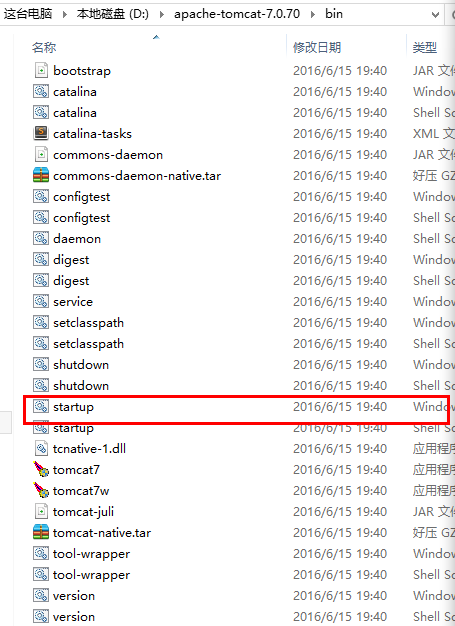 这台电脑 › 本地磁盘 (D:) › apache-tomcat-7.0.70 › bin
名称 修改日期 类型
bootstrap 2016/6/15 19:40 JAR 文
catalina 2016/6/15 19:40 Windo
catalina 2016/6/15 19:40 Shell Sc
catalina-tasks 2016/6/15 19:40 XML 文
commons-daemon 2016/6/15 19:40 JAR 文
commons-daemon-native.tar 2016/6/15 19:40 好压 GZ
configtest 2016/6/15 19:40 Windo
configtest 2016/6/15 19:40 Shell Sc
daemon 2016/6/15 19:40 Shell Sc
digest 2016/6/15 19:40 Windo
digest 2016/6/15 19:40 Shell Sc
service 2016/6/15 19:40 Windo
setclasspath 2016/6/15 19:40 Windo
setclasspath 2016/6/15 19:40 Shell Sc
shutdown 2016/6/15 19:40 Windo
shutdown 2016/6/15 19:40 Shell Sc
startup 2016/6/15 19:40 Windo
startup 2016/6/15 19:40 Shell Sc
tcnative-1.dll 2016/6/15 19:40 应用程
tomcat7 2016/6/15 19:40 应用程
tomcat7w 2016/6/15 19:40 应用程
tomcat-juli 2016/6/15 19:40 JAR 文
tomcat-native.tar 2016/6/15 19:40 好压 GZ
tool-wrapper 2016/6/15 19:40 Windo
tool-wrapper 2016/6/15 19:40 Shell Sc
version 2016/6/15 19:40 Windo
version 2016/6/15 19:40 Shell Sc